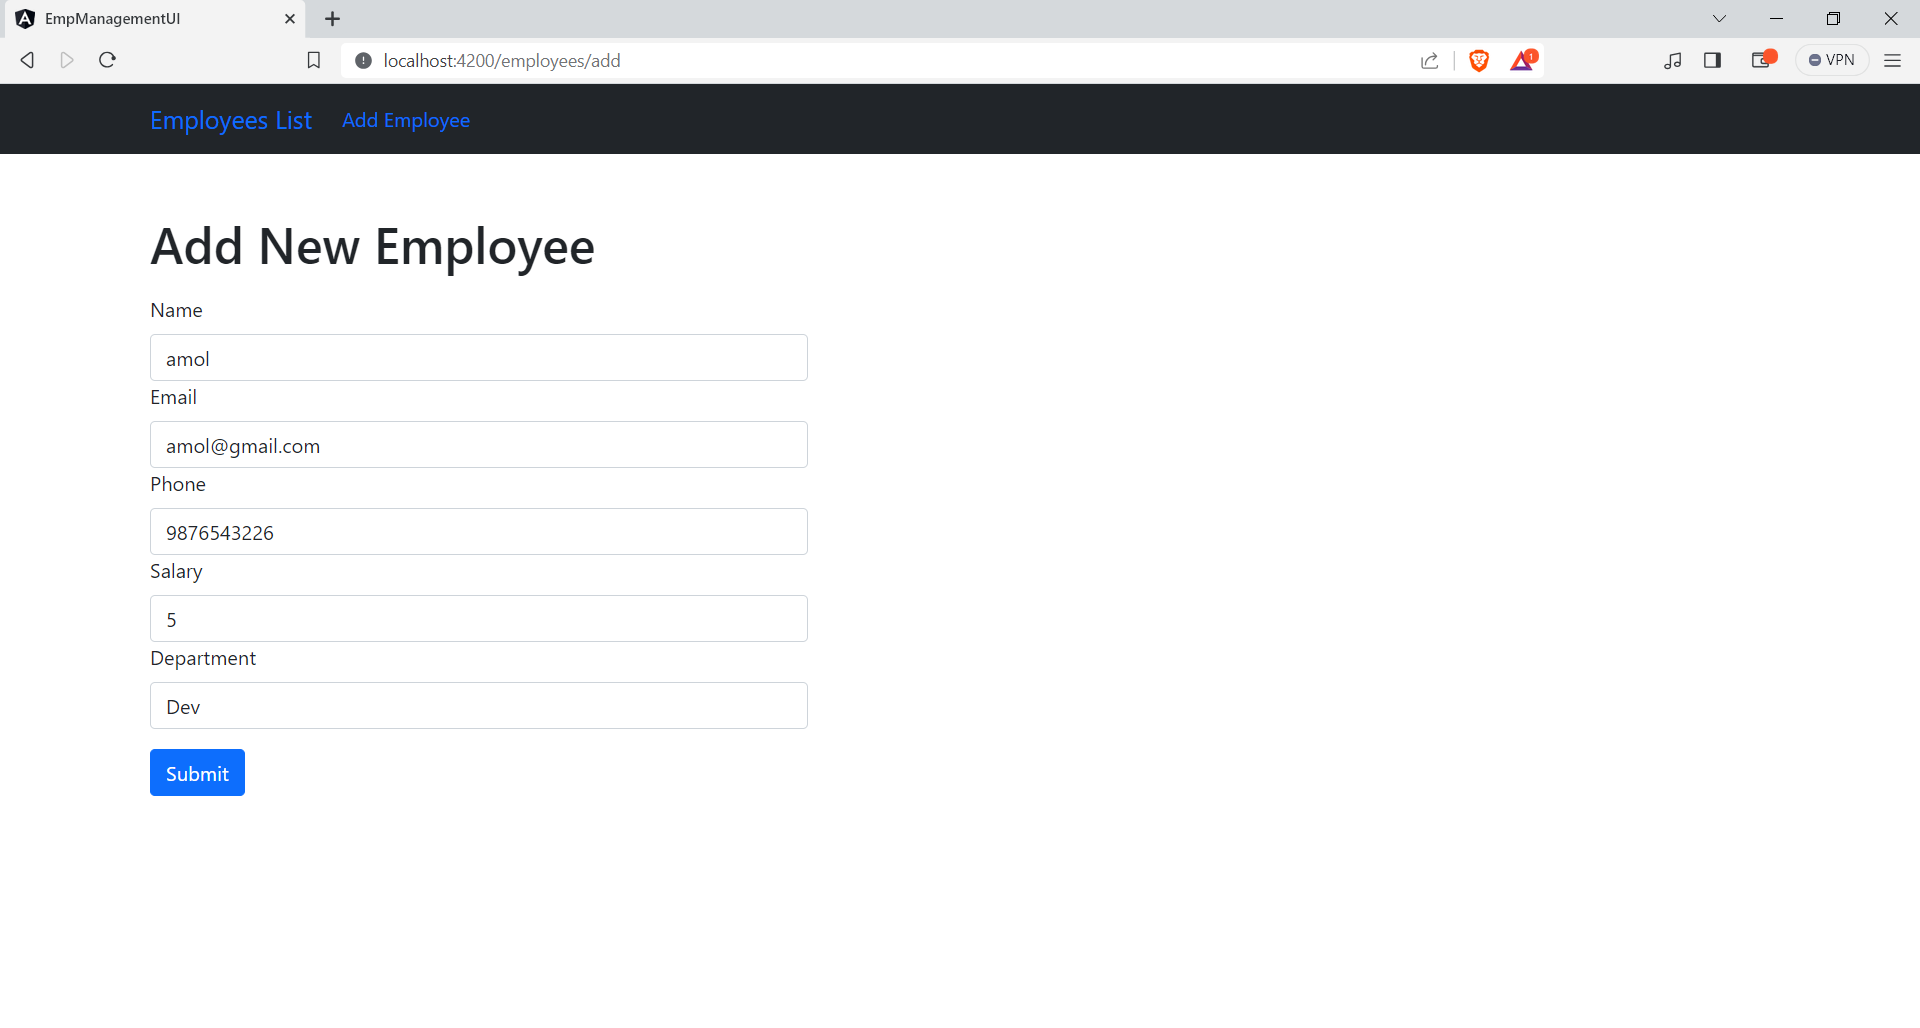 EmpManagementUI
localhost:4200/employees/add
1
VPN
Employees List Add Employee
Add New Employee
Name
amol
Email
amol@gmail.com
Phone
9876543226
Salary
5
Department
Dev
Submit